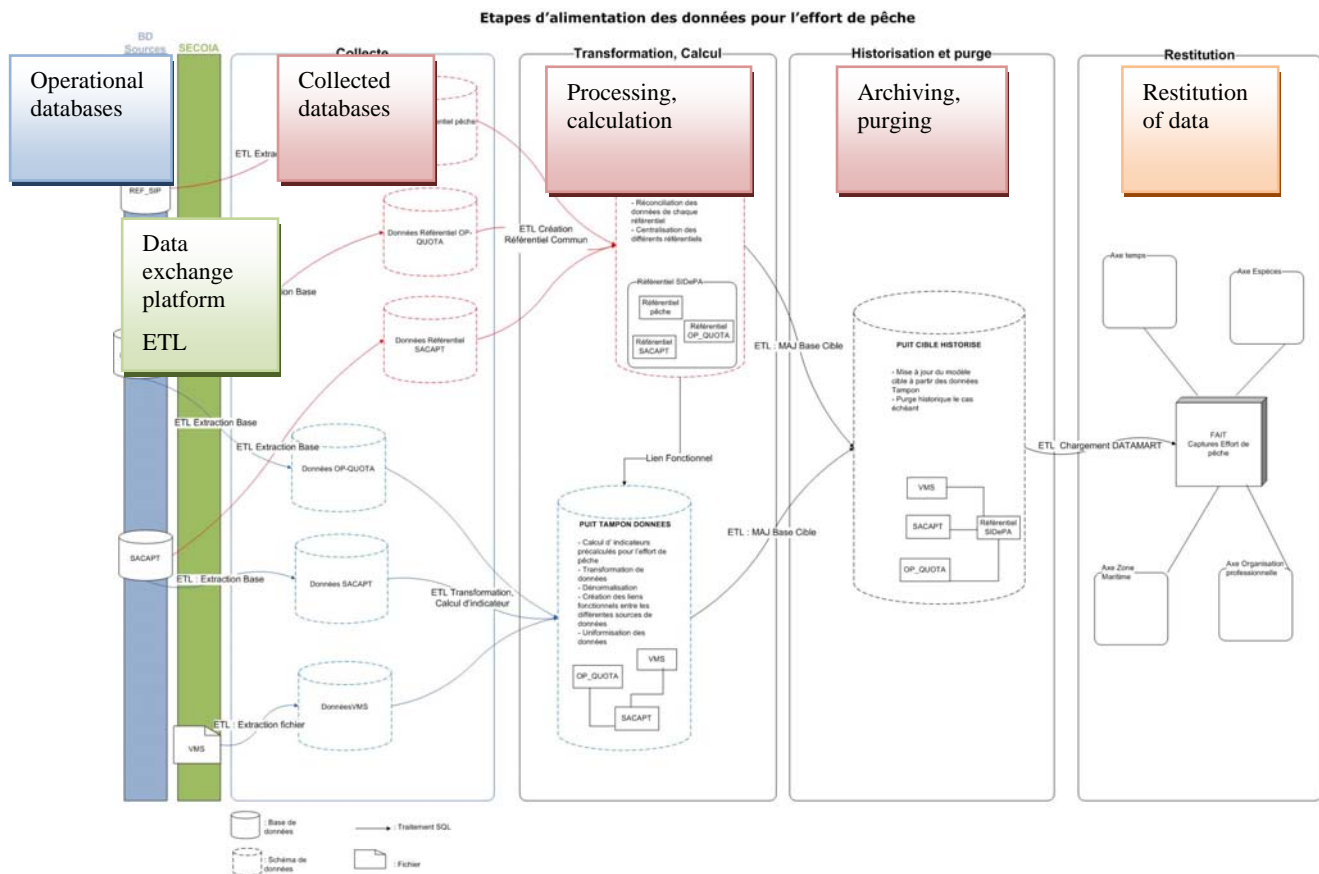 Etapes d'alimentation des données pour l'effort de pêche
BD
Sources
SECOIA
Collecte
Transformation, Calcul
Historisation et purge
Restitution
Operational
databases
Collected
databases
Processing,
calculation
Archiving,
purging
Restitution
of data
Data
exchange
platform
ETL
REF_SIP
ETL
pêche
Données Référentiel OP-
QUOTA
ETL Création
Référentiel Commun
Base
Données Référentiel
SACAPT
- Réconciliation des
données de chaque
référentiel
- Centralisation des
différents référentiels
Référentiel SIDePA
Référentiel
pêche
Référentiel
OP_QUOTA
Référentiel
SACAPT
ETL : MAJ Base Cible
ETL Extraction Base
ETL Extraction Base
Données OP-QUOTA
Lien Fonctionnel
SACAPT
ETL : Extraction Base
Données SACAPT
ETL Transformation,
Calcul d'indicateur
PUIT TAMPON DONNEES
- Calcul d' indicateurs
précalculés pour l'effort de
pêche
- Transformation de
données
- Dénormalisation
- Création des liens
fonctionnels entre les
différentes sources de
données
- Uniformisation des
données
VMS
OP_QUOTA
SACAPT
ETL : MAJ Base Cible
VMS
ETL : Extraction fichier
DonnéesVMS
PUIT CIBLE HISTORISE
- Mise à jour du modèle
cible à partir des données
Tampon
- Purge historique le cas
échéant
VMS
SACAPT
Référentiel
SIDePA
OP_QUOTA
ETL Chargement DATAMART
Axe temps
Axe Espèces
FAIT
Captures Effort de
pêche
Axe Zone
Maritime
Axe Organisation
professionnelle
: Base de
données
: Traitement SQL
: Schéma de
données
: Fichier